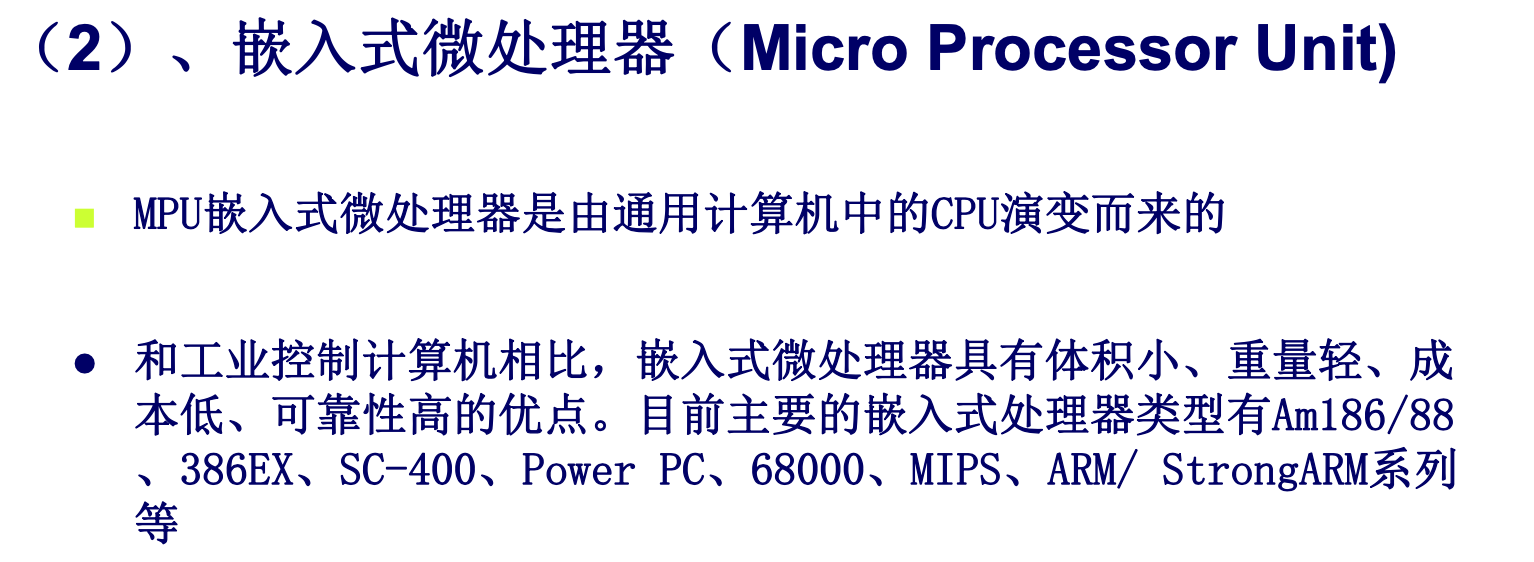 （2）、嵌入式微处理器（Micro Processor Unit)
MPU嵌入式微处理器是由通用计算机中的CPU演变而来的
和工业控制计算机相比，嵌入式微处理器具有体积小、重量轻、成
本低、可靠性高的优点。目前主要的嵌入式处理器类型有Am186/88
、386EX、SC-400、Power PC、68000、MIPS、ARM/ StrongARM系列
等